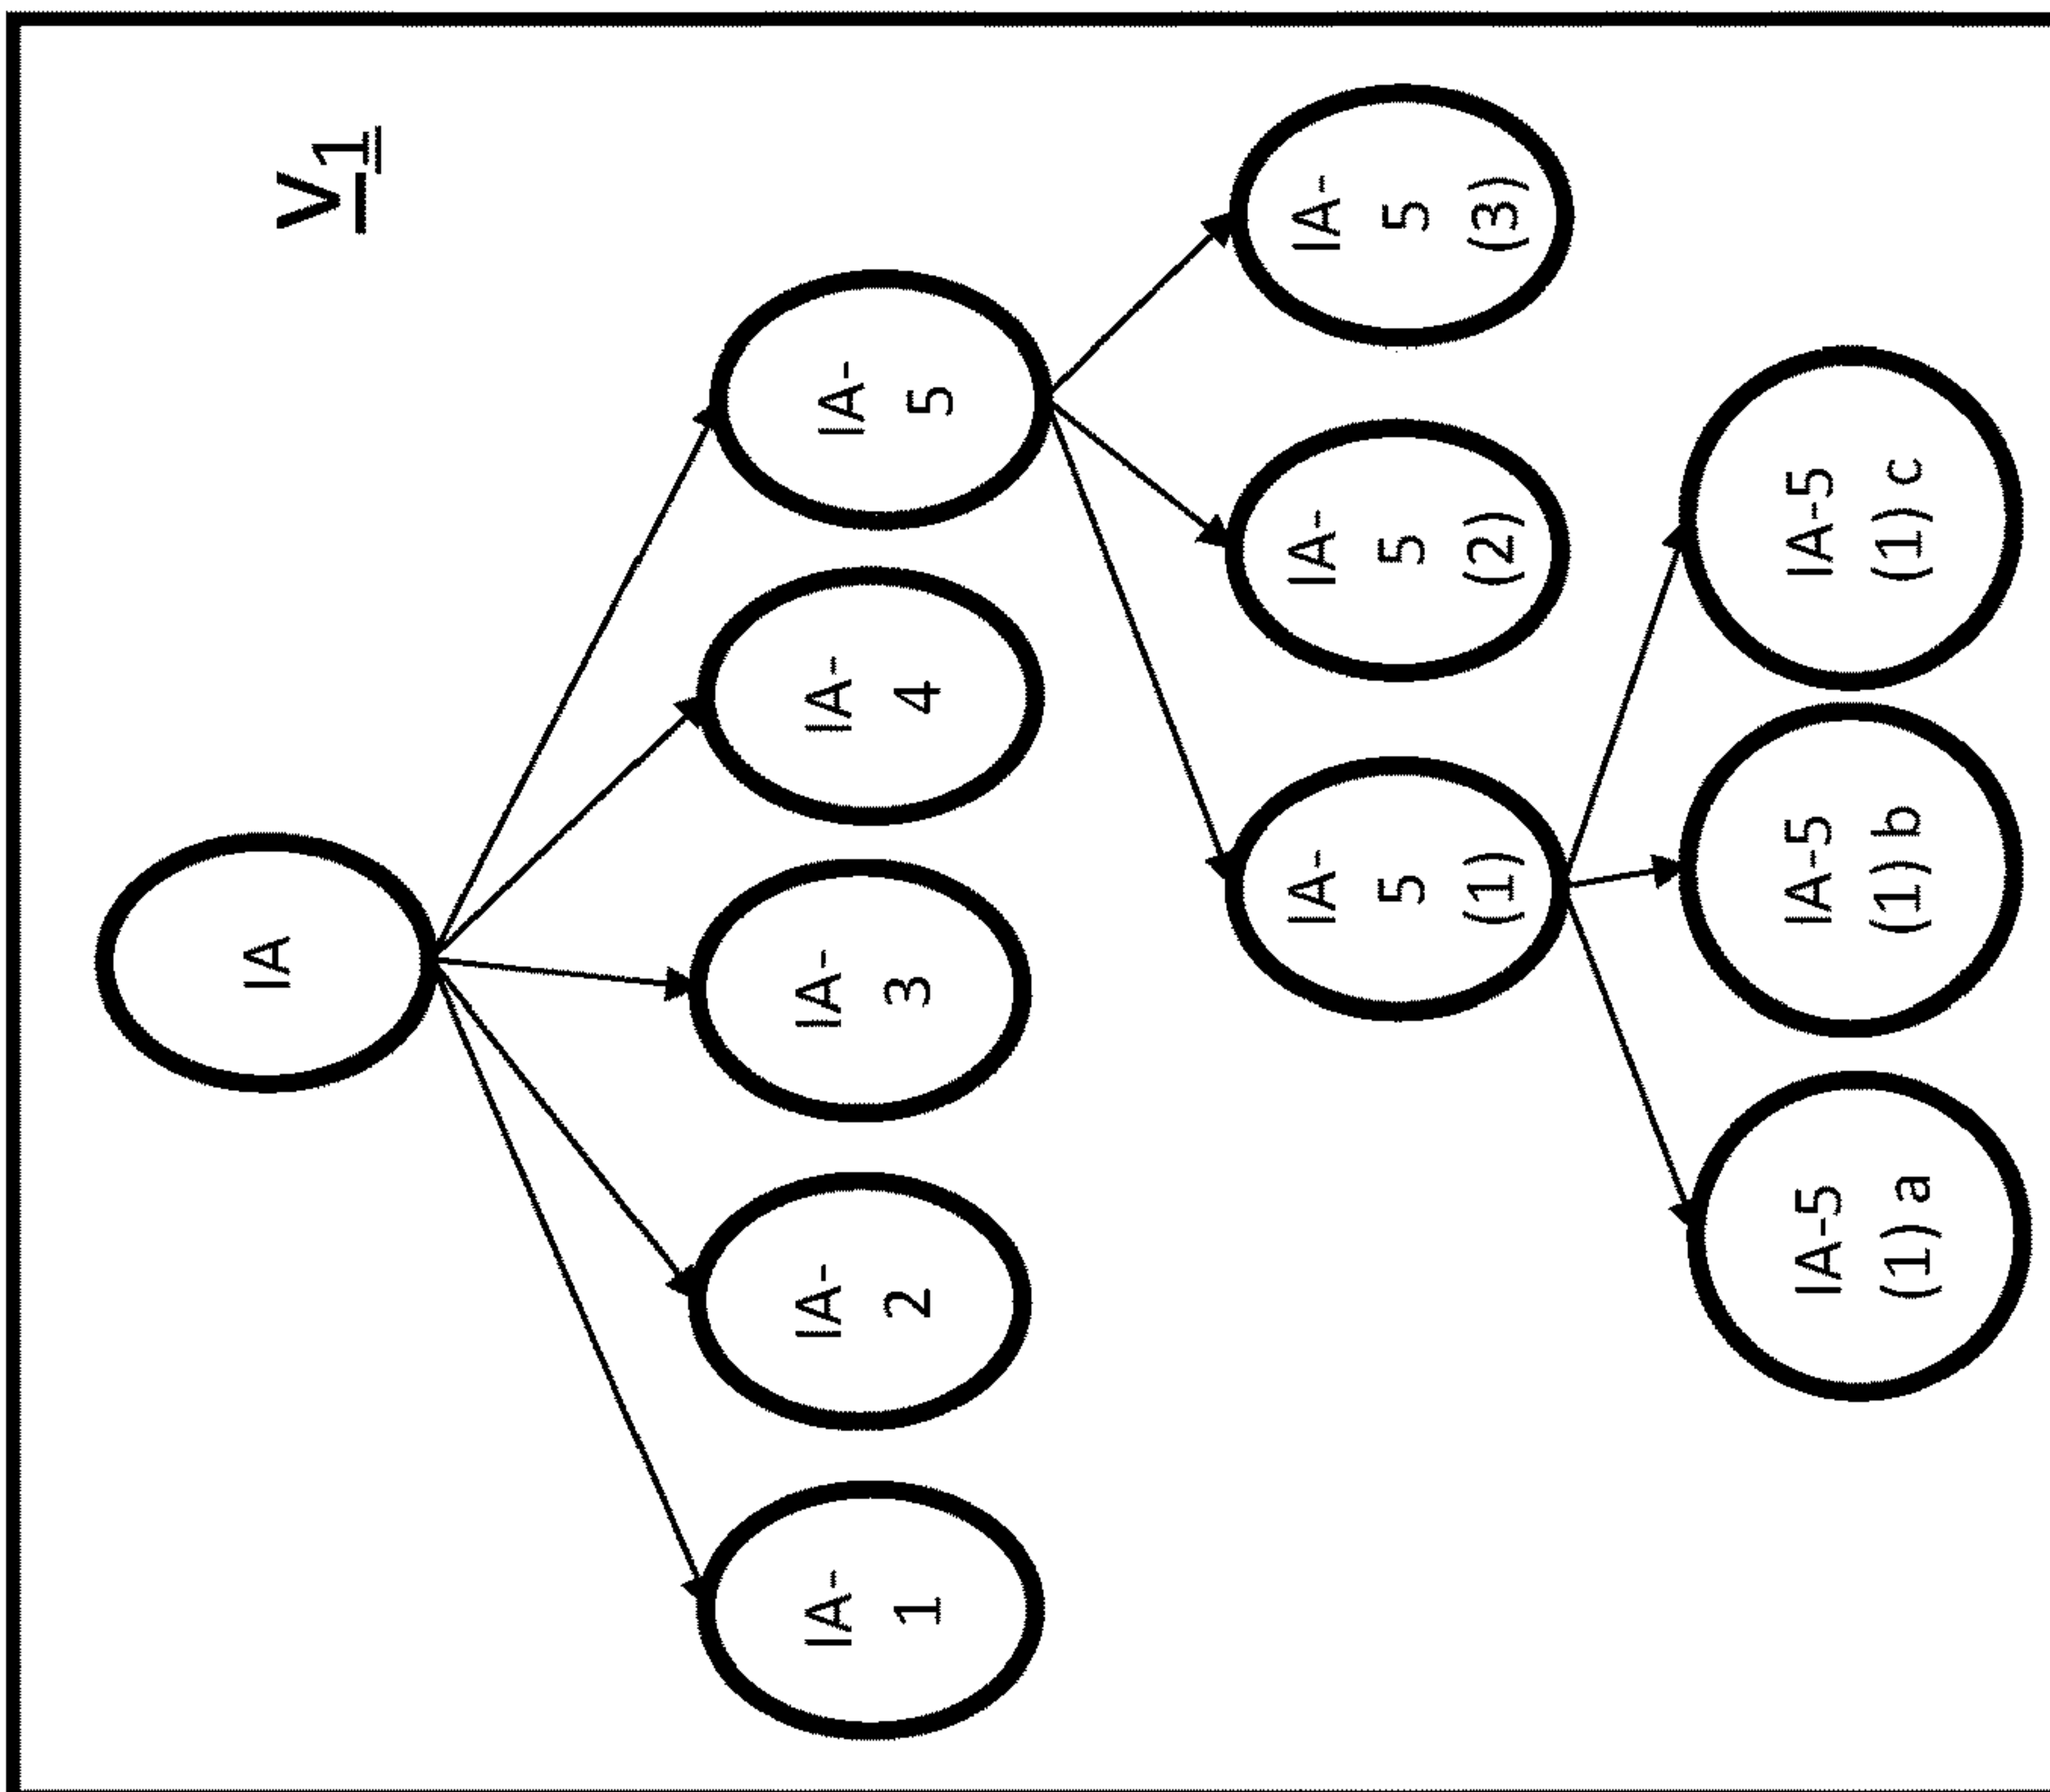 V1
IA
IA-
1
IA-
2
IA-
3
IA-
4
IA-
5
IA-
5
(1)
IA-
5
(2)
IA-
5
(3)
IA-5
(1) a
IA-5
(1) b
IA-5
(1) c